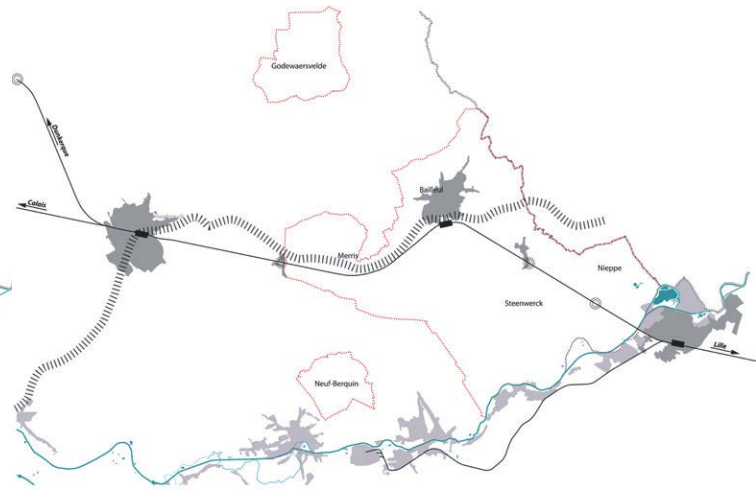 Godewaersvelde
Dunkerque
Bailleul
Calais
Merris
Nieppe
Steenwerck
Lille
Neuf-Berquin